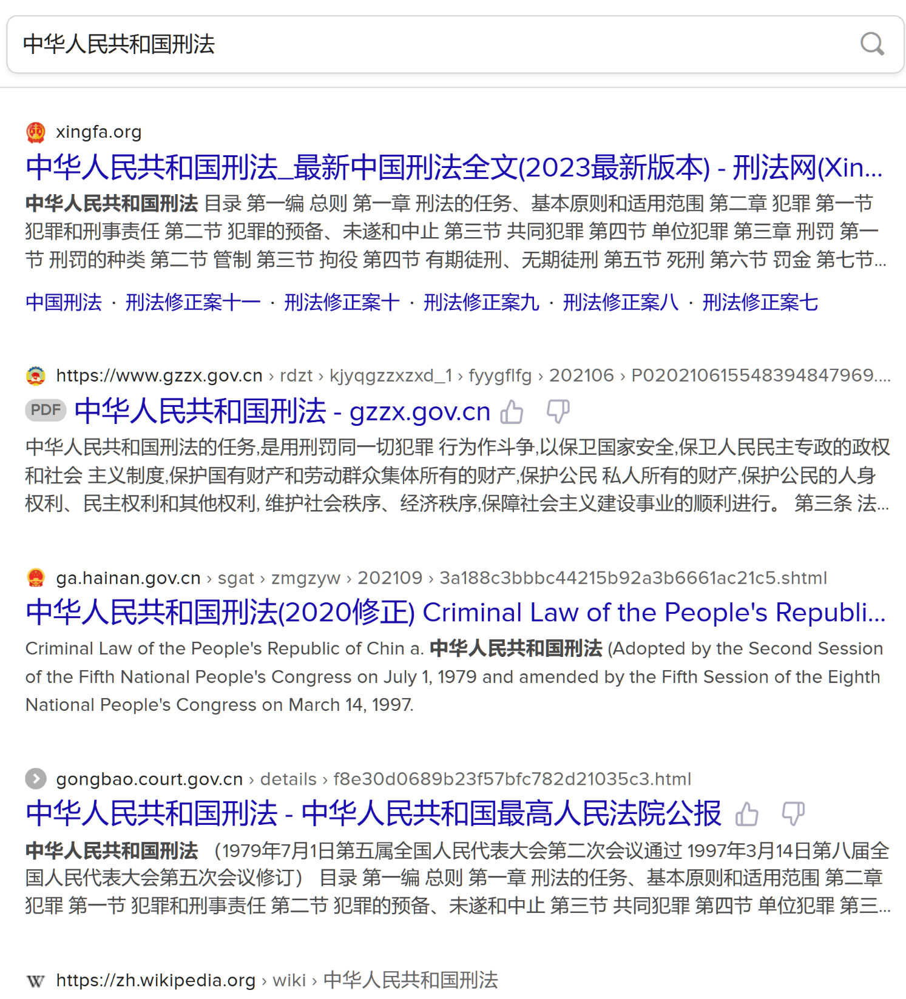 中华人民共和国刑法
xingfa.org
中华人民共和国刑法_最新中国刑法全文(2023最新版本) - 刑法网(Xin...
中华人民共和国刑法 目录 第一编 总则 第一章 刑法的任务、基本原则和适用范围 第二章 犯罪 第一节
犯罪和刑事责任 第二节 犯罪的预备、未遂和中止 第三节 共同犯罪 第四节 单位犯罪 第三章 刑罚 第一
节 刑罚的种类 第二节 管制 第三节 拘役 第四节 有期徒刑、无期徒刑 第五节 死刑 第六节 罚金 第七节...
中国刑法 · 刑法修正案十一 · 刑法修正案十 · 刑法修正案九 · 刑法修正案八 · 刑法修正案七
https://www.gzzx.gov.cn › rdzt › kjyqgzzxzxd_1 › fyygflfg › 202106 › P020210615548394847969....
PDF 中华人民共和国刑法 - gzzx.gov.cn
中华人民共和国刑法的任务,是用刑罚同一切犯罪 行为作斗争,以保卫国家安全,保卫人民民主专政的政权
和社会 主义制度,保护国有财产和劳动群众集体所有的财产,保护公民 私人所有的财产,保护公民的人身
权利、民主权利和其他权利, 维护社会秩序、经济秩序,保障社会主义建设事业的顺利进行。 第三条 法...
ga.hainan.gov.cn › sgat › zmgzyw › 202109 › 3a188c3bbbc44215b92a3b6661ac21c5.shtml
中华人民共和国刑法(2020修正) Criminal Law of the People's Republi...
Criminal Law of the People's Republic of Chin a. 中华人民共和国刑法 (Adopted by the Second Session
of the Fifth National People's Congress on July 1, 1979 and amended by the Fifth Session of the Eighth
National People's Congress on March 14, 1997.
gongbao.court.gov.cn › details › f8e30d0689b23f57bfc782d21035c3.html
中华人民共和国刑法 - 中华人民共和国最高人民法院公报
中华人民共和国刑法 （1979年7月1日第五属全国人民代表大会第二次会议通过 1997年3月14日第八届全
国人民代表大会第五次会议修订） 目录 第一编 总则 第一章 刑法的任务、基本原则和适用范围 第二章
犯罪 第一节 犯罪和刑事责任 第二节 犯罪的预备、未遂和中止 第三节 共同犯罪 第四节 单位犯罪 第三...
W https://zh.wikipedia.org › wiki › 中华人民共和国刑法